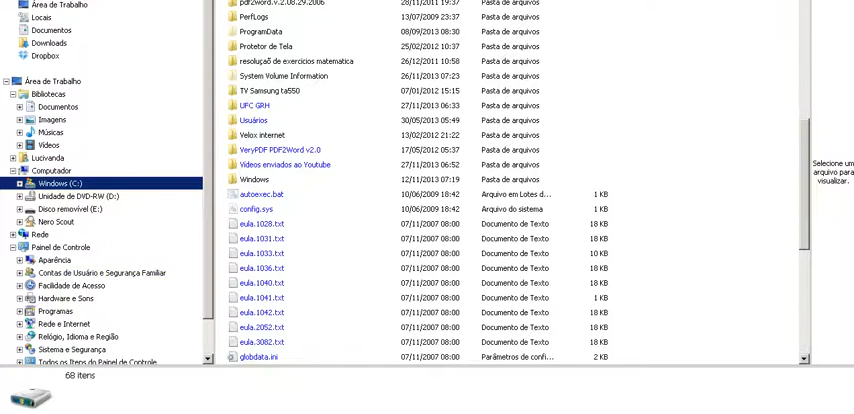 Área de Trabalho
Locais
Documentos
Downloads
Dropbox
Área de Trabalho
Bibliotecas
Documentos
Imagens
Músicas
Vídeos
Lucivanda
Computador
Windows (C:)
Unidade de DVD-RW (D:)
Disco removível (E:)
Nero Scout
Rede
Painel de Controle
Aparência
Contas de Usuário e Segurança Familiar
Facilidade de Acesso
Hardware e Sons
Programas
Rede e Internet
Relógio, Idioma e Região
Sistema e Segurança
Todos os Itens do Painel de Controle
pdf2word.v.2.08.29.2006 28/11/2011 19:37 Pasta de arquivos
PerfLogs 13/07/2009 23:37 Pasta de arquivos
ProgramData 08/09/2013 08:30 Pasta de arquivos
Protetor de Tela 25/02/2012 10:37 Pasta de arquivos
resoluçaõ de exercicios matematica 26/12/2011 10:58 Pasta de arquivos
System Volume Information 26/11/2013 07:23 Pasta de arquivos
TV Samsung ta550 07/01/2012 15:15 Pasta de arquivos
UFC GRH 27/11/2013 06:33 Pasta de arquivos
Usuários 30/05/2013 05:49 Pasta de arquivos
Velox internet 13/02/2012 21:22 Pasta de arquivos
VeryPDF PDF2Word v2.0 17/05/2012 05:37 Pasta de arquivos
Vídeos enviados ao Youtube 27/11/2013 06:52 Pasta de arquivos
Windows 12/11/2013 07:19 Pasta de arquivos
autoexec.bat 10/06/2009 18:42 Arquivo em Lotes d... 1 KB
config.sys 10/06/2009 18:42 Arquivo do sistema 1 KB
eula.1028.txt 07/11/2007 08:00 Documento de Texto 18 KB
eula.1031.txt 07/11/2007 08:00 Documento de Texto 18 KB
eula.1033.txt 07/11/2007 08:00 Documento de Texto 10 KB
eula.1036.txt 07/11/2007 08:00 Documento de Texto 18 KB
eula.1040.txt 07/11/2007 08:00 Documento de Texto 18 KB
eula.1041.txt 07/11/2007 08:00 Documento de Texto 1 KB
eula.1042.txt 07/11/2007 08:00 Documento de Texto 18 KB
eula.2052.txt 07/11/2007 08:00 Documento de Texto 18 KB
eula.3082.txt 07/11/2007 08:00 Documento de Texto 18 KB
globdata.ini 07/11/2007 08:00 Parâmetros de confi... 2 KB
Selecione um
arquivo para
visualizar.
68 itens